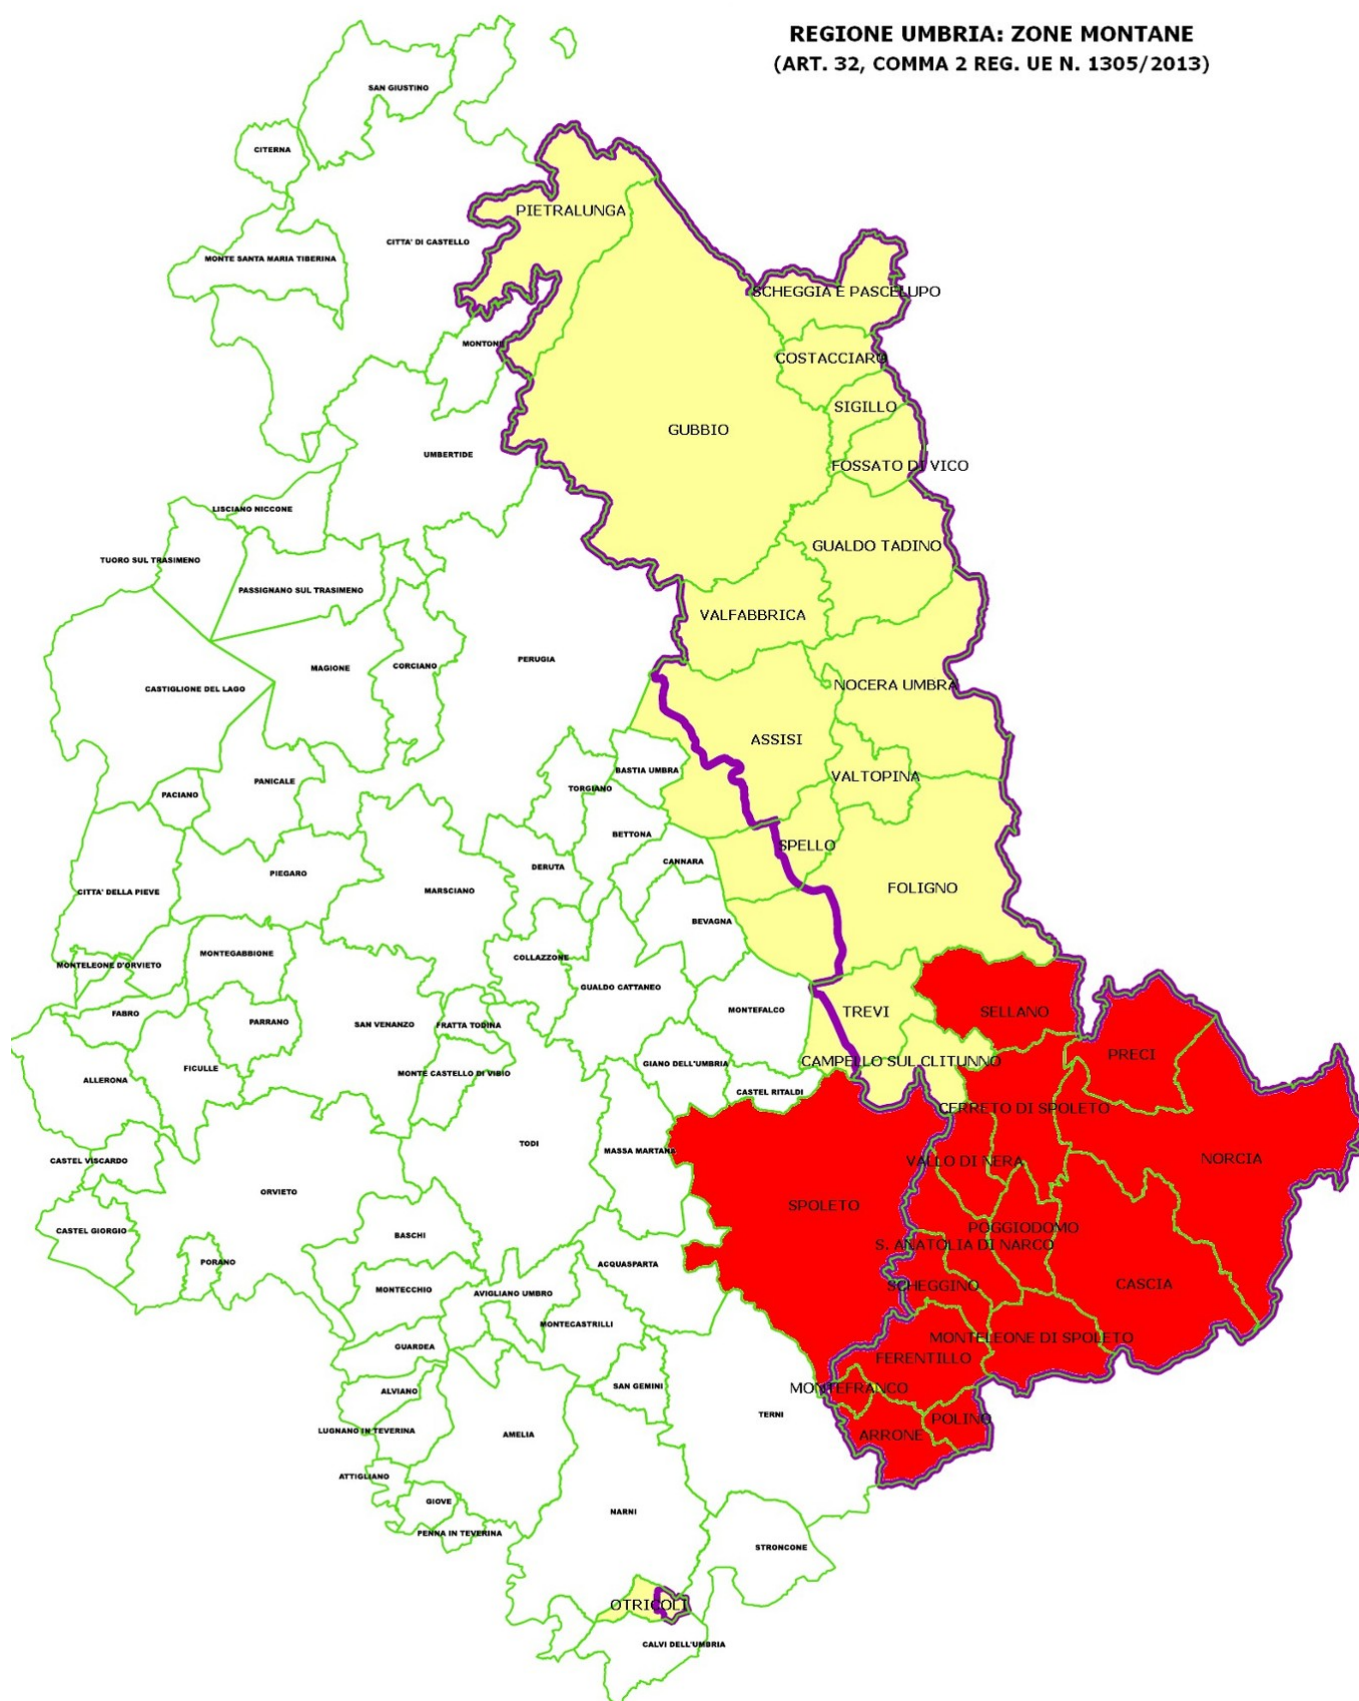 REGIONE UMBRIA: ZONE MONTANE
(ART. 32, COMMA 2 REG. UE N. 1305/2013)
SAN GIUSTINO
CITERNA
PIETRALUNGA
CITTA' DI CASTELLO
MONTE SANTA MARIA TIBERINA
SCHEGGIA E PASCELUPO
MONTONE
COSTACCIARO
SIGILLO
GUBBIO
UMBERTIDE
FOSSATO DI VICO
LISCIANO NICCONE
GUALDO TADINO
TUORO SUL TRASIMENO
PASSIGNANO SUL TRASIMENO
VALFABBRICA
PERUGIA
MAGIONE
CORCIANO
CASTIGLIONE DEL LAGO
NOCERA UMBRA
ASSISI
BASTIA UMBRA
VALTOPINA
PANICALE
TORGIANO
PACIANO
BETTONA
SPELLO
CANNARA
DERUTA
PIEGARO
FOLIGNO
CITTA' DELLA PIEVE
MARSCIANO
BEVAGNA
MONTEGABBIONE
COLLAZZONE
MONTELEONE D'ORVIETO
GUALDO CATTANEO
MONTEFALCO
TREVI
SELLANO
FABRO
PARRANO
SAN VENANZO
FRATTA TODINA
PRECI
CAMPELLO SUL CLITUNNO
GIANO DELL'UMBRIA
FICULLE
MONTE CASTELLO DI VIBIO
ALLERONA
CASTEL RITALDI
CERRETO DI SPOLETO
TODI
MASSA MARTANA
NORCIA
CASTEL VISCARDO
VALLO DI NERA
ORVIETO
SPOLETO
POGGIODOMO
CASTEL GIORGIO
BASCHI
S. ANATOLIA DI NARCO
PORANO
ACQUASPARTA
CASCIA
SCHEGGINO
MONTECCHIO
AVIGLIANO UMBRO
MONTECASTRILLI
MONTELEONE DI SPOLETO
GUARDEA
FERENTILLO
SAN GEMINI
MONTEFRANCO
ALVIANO
TERNI
POLINO
LUGNANO IN TEVERINA
AMELIA
ARRONE
ATTIGLIANO
GIOVE
NARNI
PENNA IN TEVERINA
STRONCONE
OTRICOLI
CALVI DELL'UMBRIA